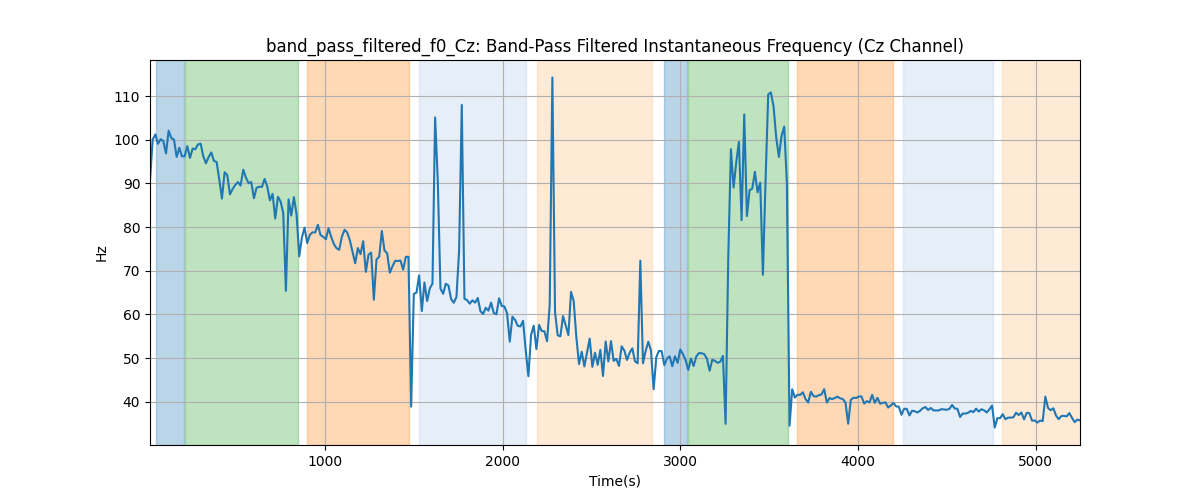 band_pass_filtered_f0_Cz: Band-Pass Filtered Instantaneous Frequency (Cz Channel)
110
100
90
80
70
60
50
40
Hz
1000 2000 3000 4000 5000
Time(s)